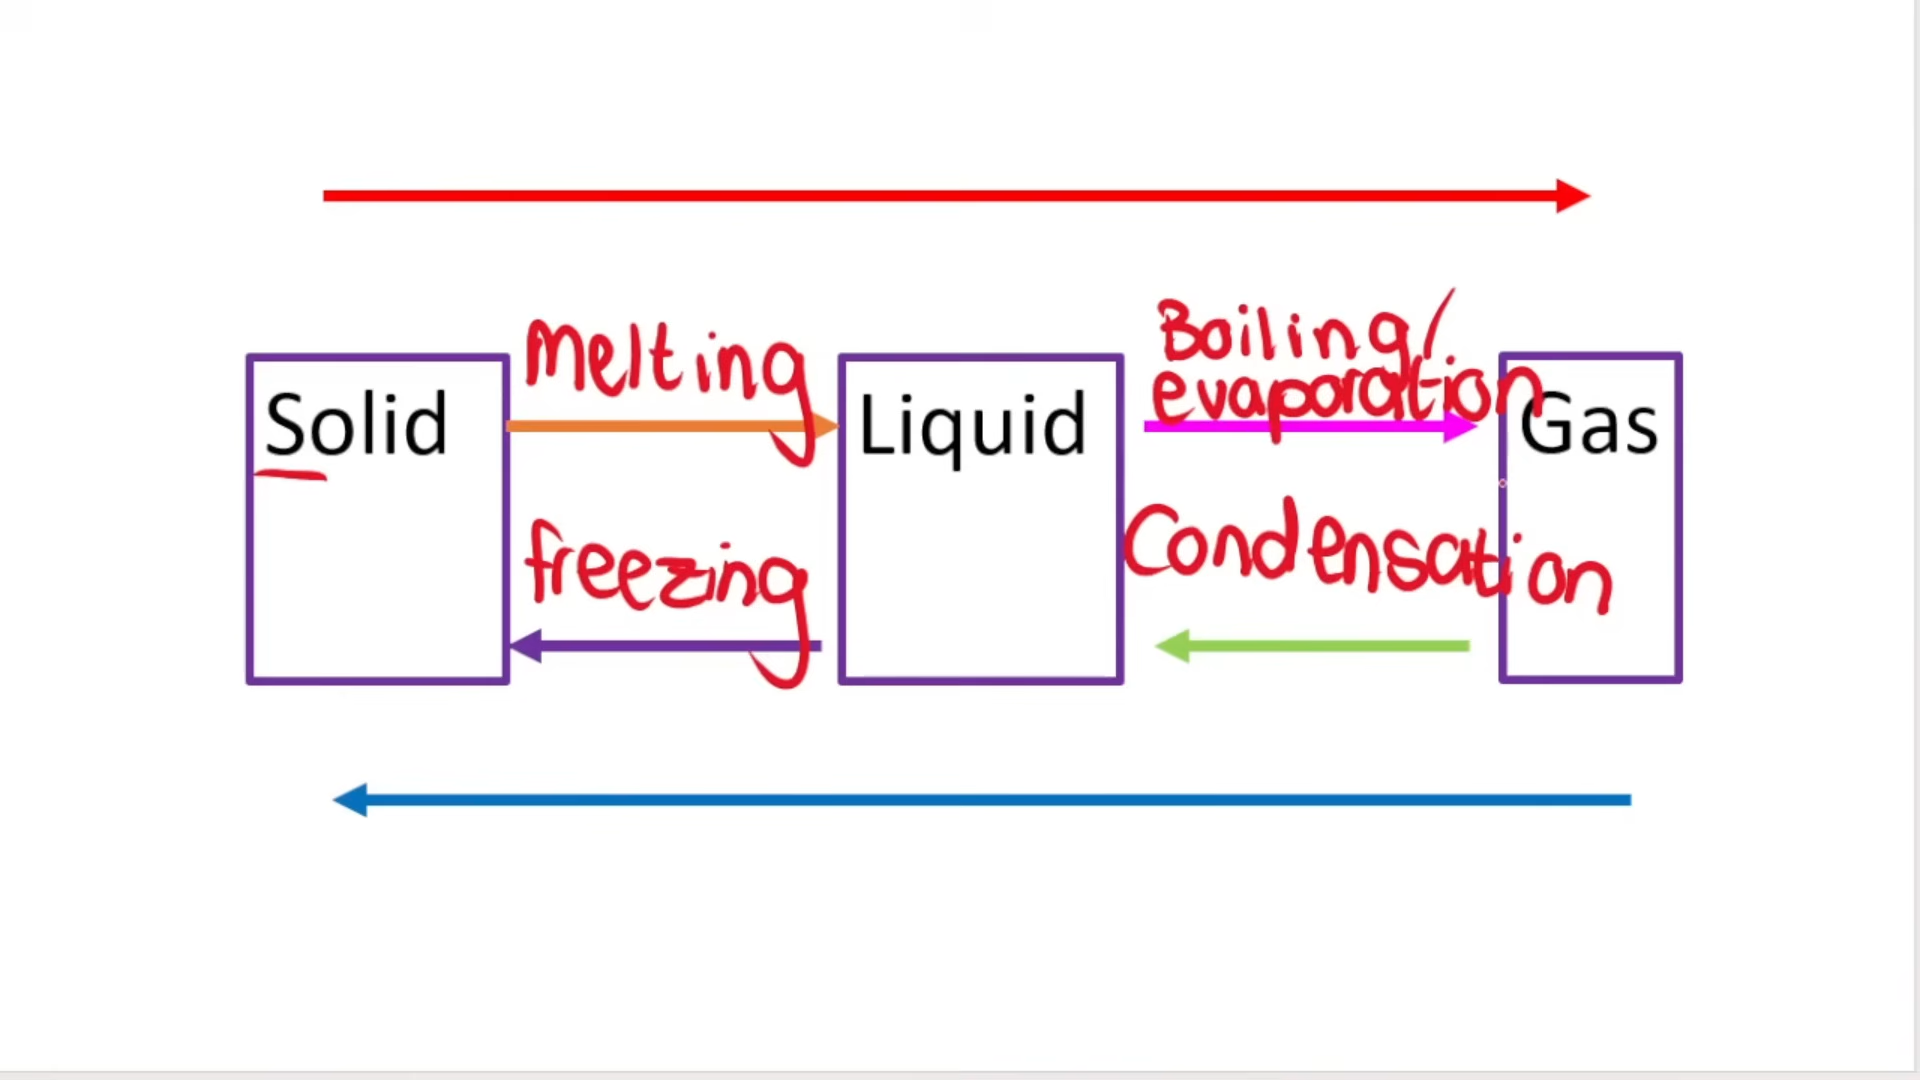 Melting
Boiling/
evaporation
Solid
Liquid
Gas
freezing
Condensation